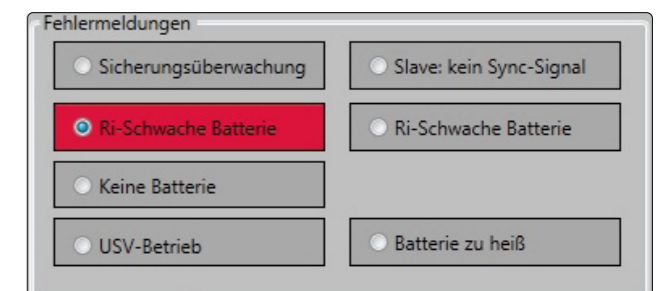 Fehlermeldungen
Sicherungsüberwachung
Slave: kein Sync-Signal
Ri-Schwache Batterie
Ri-Schwache Batterie
Keine Batterie
USV-Betrieb
Batterie zu heiß